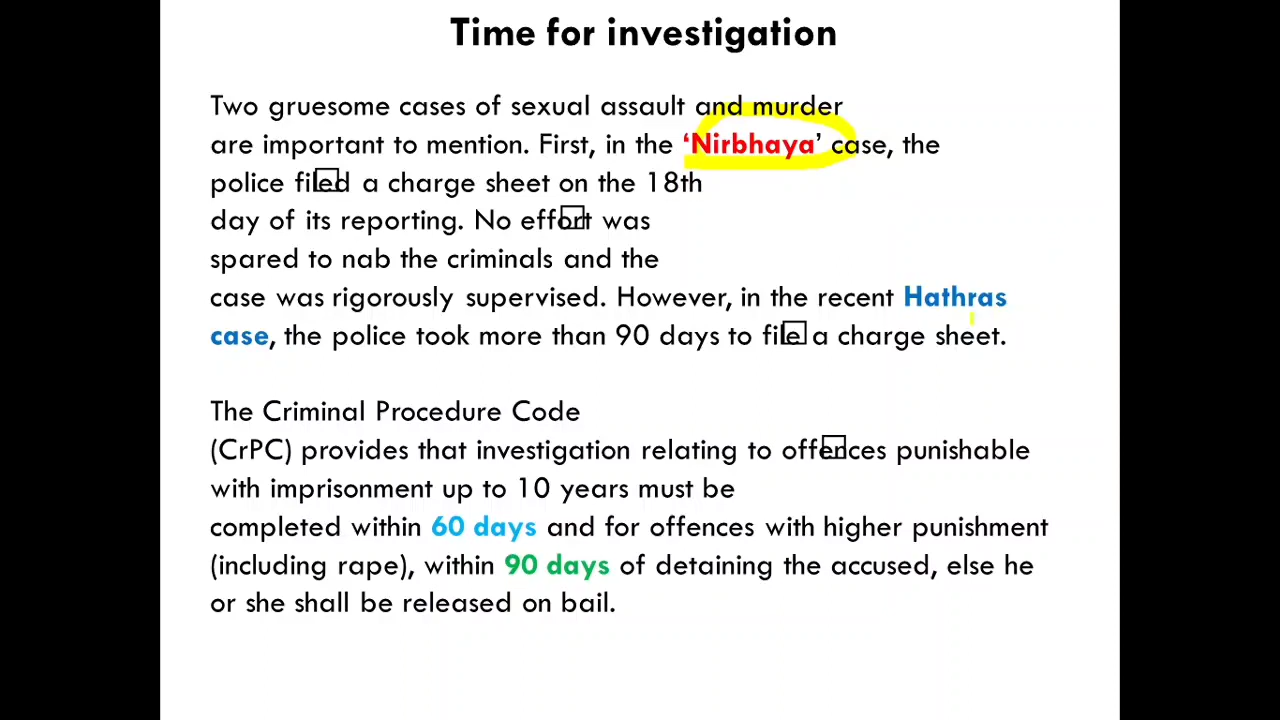 Time for investigation
Two gruesome cases of sexual assault and murder
are important to mention. First, in the ‘Nirbhaya’ case, the
police filed a charge sheet on the 18th
day of its reporting. No effort was
spared to nab the criminals and the
case was rigorously supervised. However, in the recent Hathras
case, the police took more than 90 days to file a charge sheet.
The Criminal Procedure Code
(CrPC) provides that investigation relating to offences punishable
with imprisonment up to 10 years must be
completed within 60 days and for offences with higher punishment
(including rape), within 90 days of detaining the accused, else he
or she shall be released on bail.